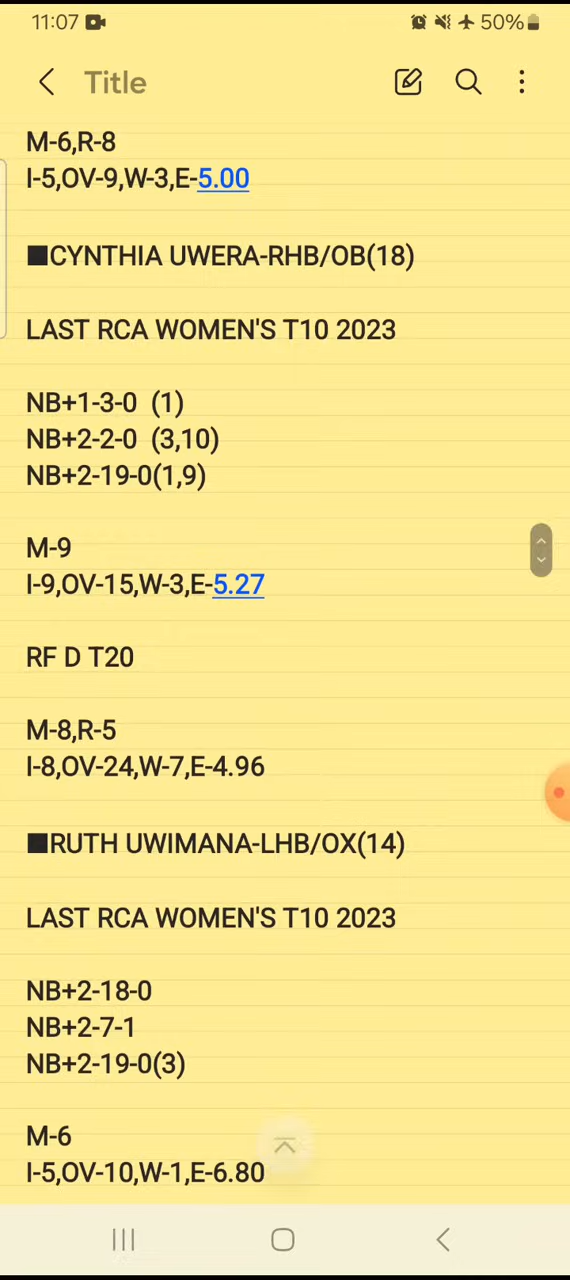 11:07
50%
Title
M-6,R-8
I-5,OV-9,W-3,E-5.00
■CYNTHIA UWERA-RHB/OB(18)
LAST RCA WOMEN'S T10 2023
NB+1-3-0 (1)
NB+2-2-0 (3,10)
NB+2-19-0(1,9)
M-9
I-9,OV-15,W-3,E-5.27
RF D T20
M-8,R-5
I-8,OV-24,W-7,E-4.96
■RUTH UWIMANA-LHB/OX(14)
LAST RCA WOMEN'S T10 2023
NB+2-18-0
NB+2-7-1
NB+2-19-0(3)
M-6
I-5,OV-10,W-1,E-6.80